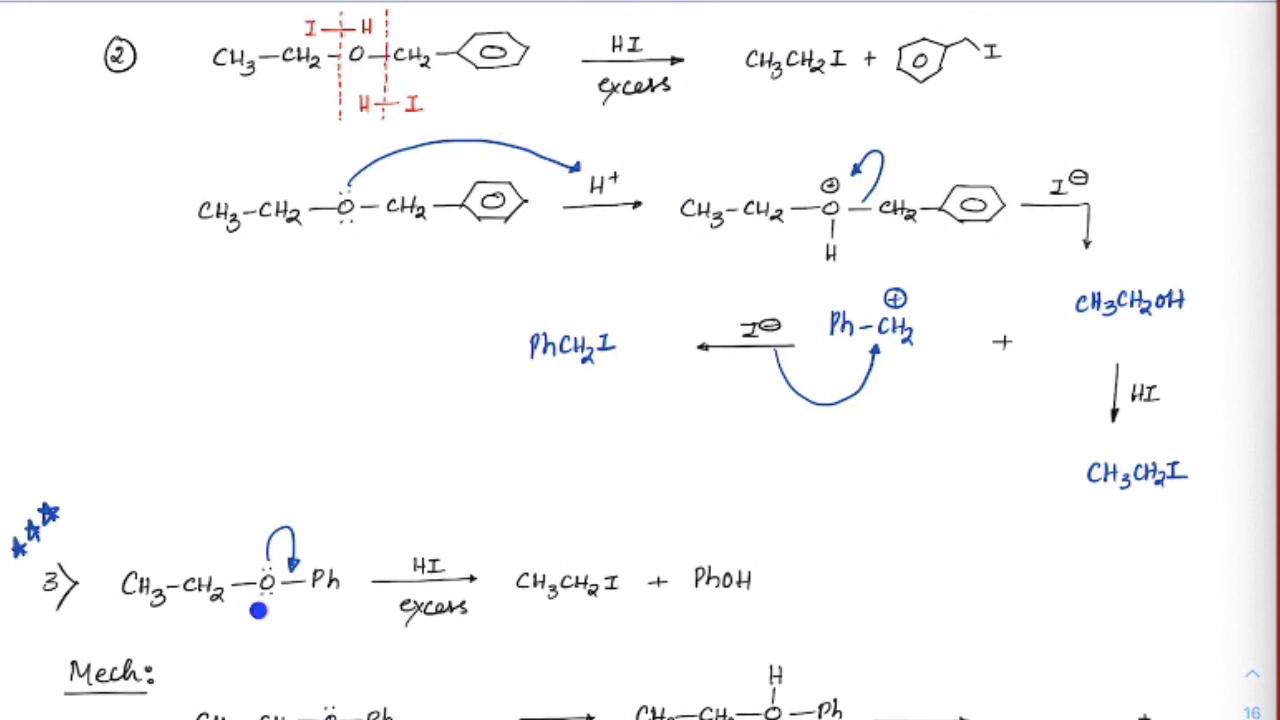 I—H
② CH₃—CH₂—O—CH₂— HI excess CH₃CH₂I + I
H—I
CH₃—CH₂—Ö—CH₂— H⁺ CH₃—CH₂—O—CH₂— I⊖
⊕
H
CH₃CH₂OH
PhCH₂I I⊖ Ph—CH₂ ⊕ +
HI
CH₃CH₂I
3) CH₃—CH₂—Ö—Ph HI excess CH₃CH₂I + PhOH
Mech:
H
CH₃—CH₂—O—Ph
16